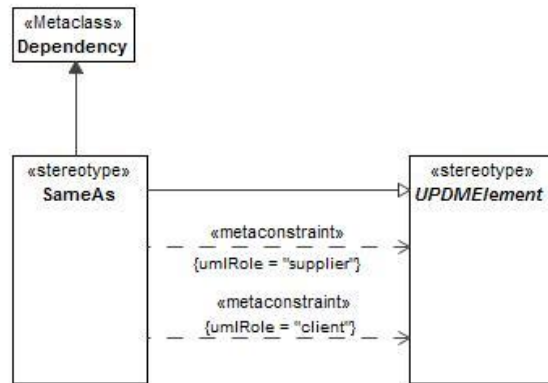 «Metaclass»
Dependency
«stereotype»
SameAs
«stereotype»
UPDMElement
«metaconstraint»
{umlRole = "supplier"}
«metaconstraint»
{umlRole = "client"}